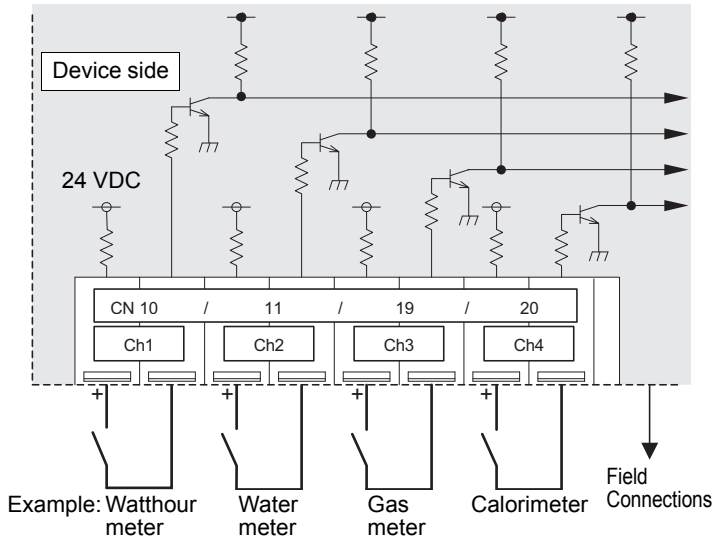 Device side
24 VDC
CN 10 / 11 / 19 / 20
Ch1 Ch2 Ch3 Ch4
+ + + +
Example: Watthour meter
Water meter
Gas meter
Calorimeter
Field Connections